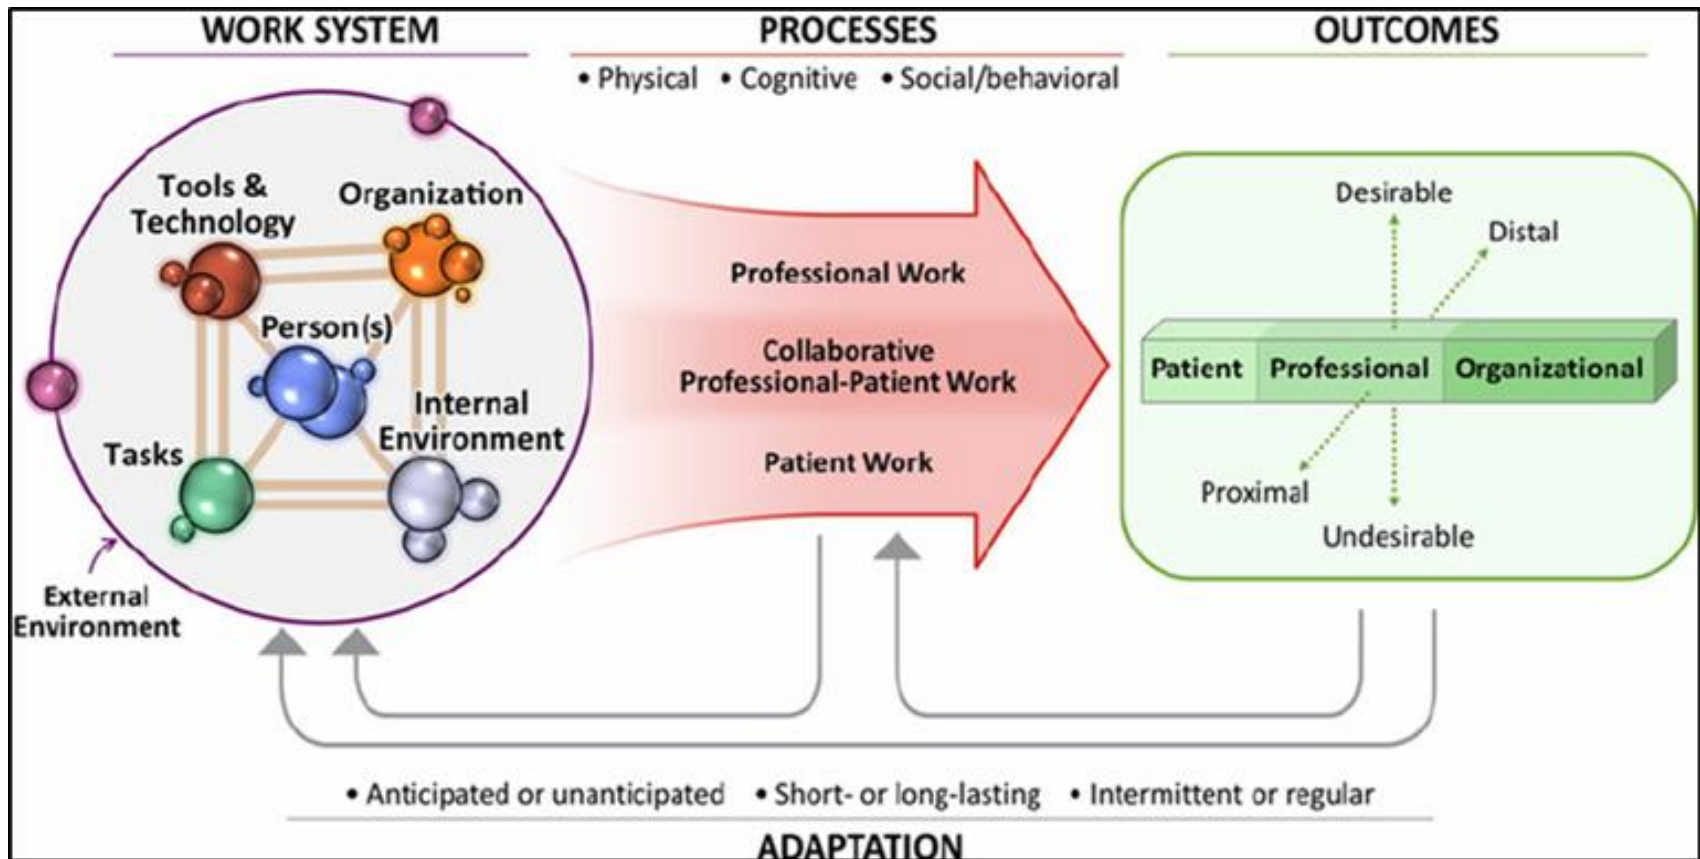 WORK SYSTEM
PROCESSES
OUTCOMES
• Physical • Cognitive • Social/behavioral
Tools &
Technology
Organization
Person(s)
Internal
Environment
Tasks
External
Environment
Professional Work
Collaborative
Professional-Patient Work
Patient Work
Desirable
Distal
Patient
Professional
Organizational
Proximal
Undesirable
• Anticipated or unanticipated • Short- or long-lasting • Intermittent or regular
ADAPTATION